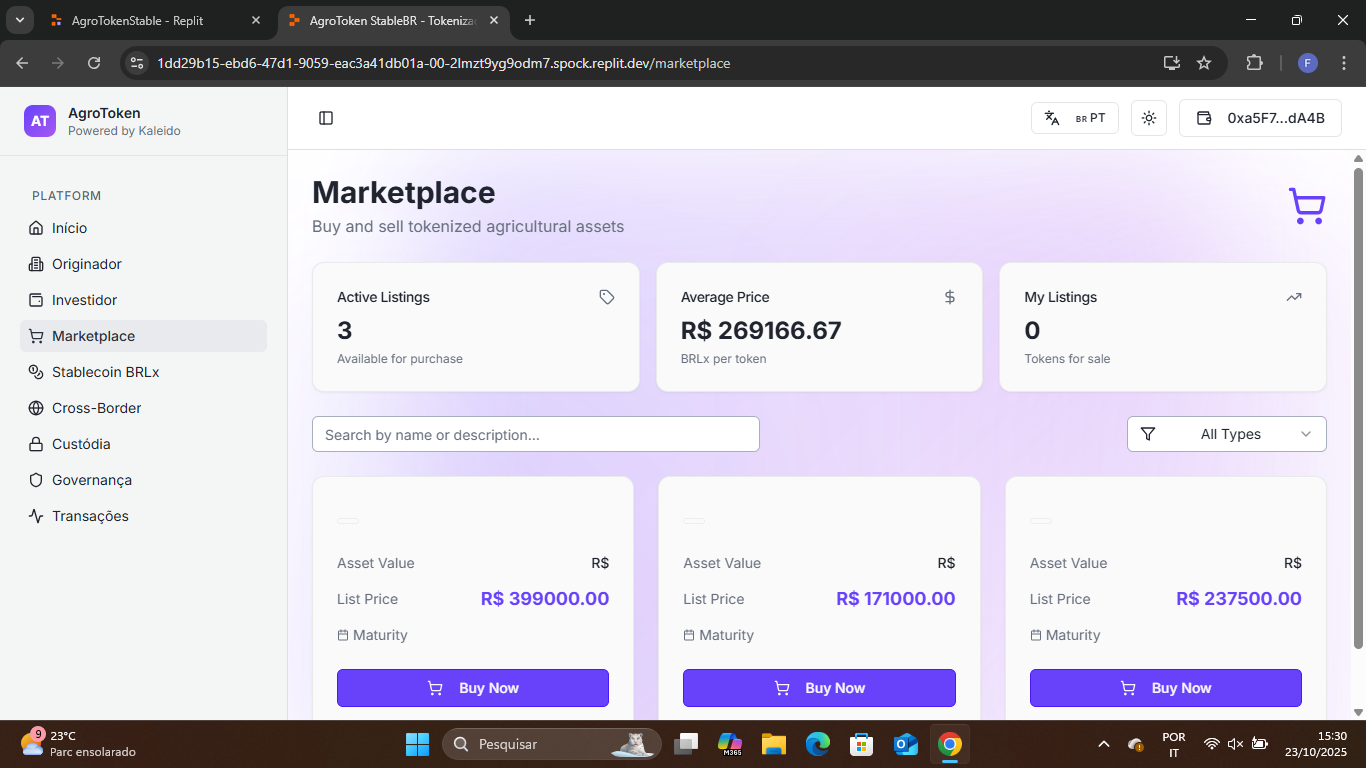 AgroTokenStable - Replit
AgroToken StableBR - Tokeniza
1dd29b15-ebd6-47d1-9059-eac3a41db01a-00-2lmzt9yg9odm7.spock.replit.dev/marketplace
F
AT
AgroToken
Powered by Kaleido
BR PT
0xa5F7...dA4B
PLATFORM
Início
Originador
Investidor
Marketplace
Stablecoin BRLx
Cross-Border
Custódia
Governança
Transações
Marketplace
Buy and sell tokenized agricultural assets
Active Listings
3
Available for purchase
Average Price
R$ 269166.67
BRLx per token
My Listings
0
Tokens for sale
Search by name or description...
All Types
Asset Value R$
List Price R$ 399000.00
Maturity
Buy Now
Asset Value R$
List Price R$ 171000.00
Maturity
Buy Now
Asset Value R$
List Price R$ 237500.00
Maturity
Buy Now
9
23°C
Parc ensolarado
Pesquisar
M365
POR
IT
15:30
23/10/2025